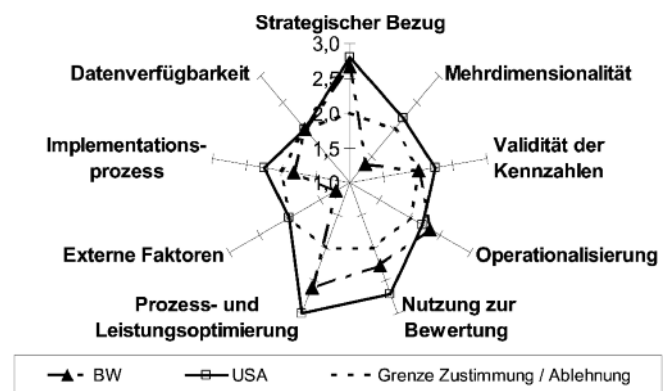 Strategischer Bezug
3,0
Datenverfügbarkeit
2,5
Mehrdimensionalität
2,0
Implementations-
prozess
1,5
Validität der
Kennzahlen
1,0
Externe Faktoren
Operationalisierung
Prozess- und
Leistungsoptimierung
Nutzung zur
Bewertung
BW
USA
Grenze Zustimmung / Ablehnung